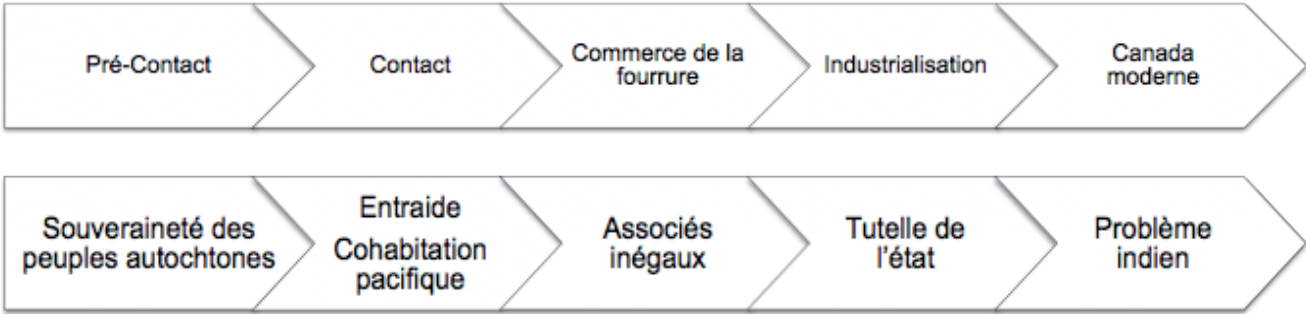 Pré-Contact
Contact
Commerce de la
fourrure
Industrialisation
Canada
moderne
Souveraineté des
peuples autochtones
Entraide
Cohabitation
pacifique
Associés
inégaux
Tutelle de
l'état
Problème
indien